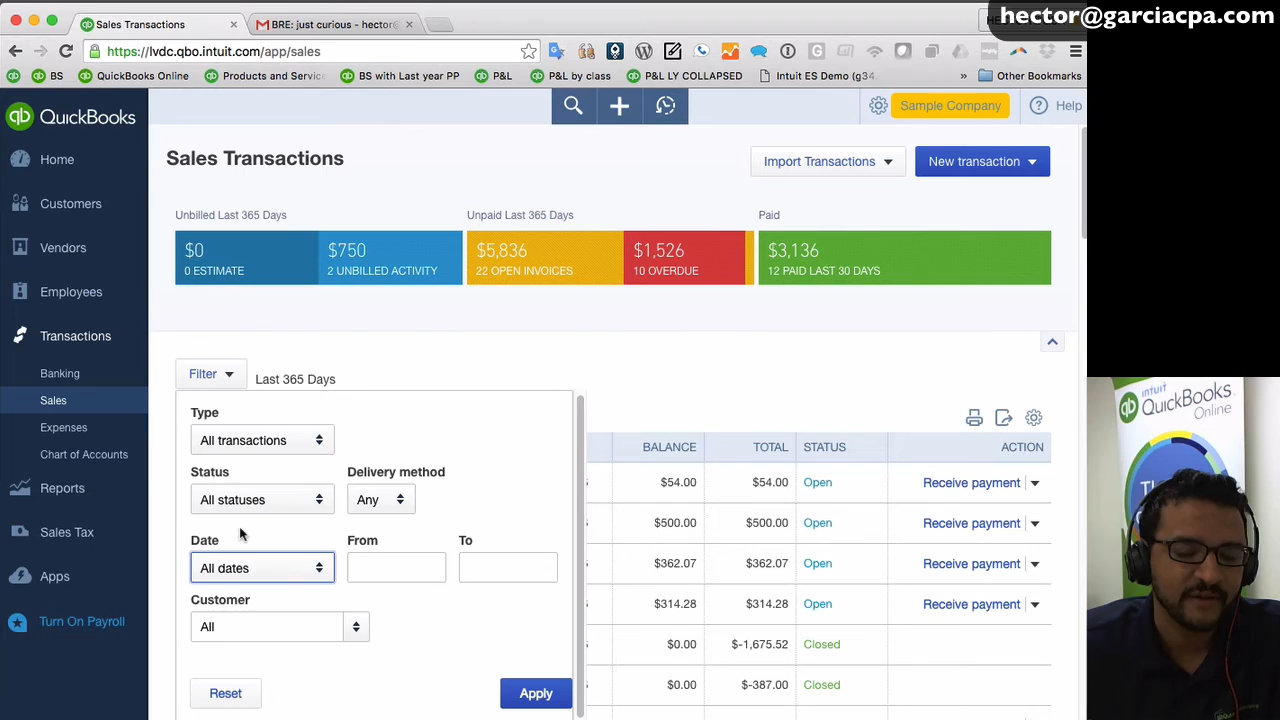 hector@garciacpa.com
Sales Transactions
BRE: just curious - hector@
https://lvdc.qbo.intuit.com/app/sales
BS
QuickBooks Online
Products and Service
BS with Last year PP
P&L
P&L by class
P&L LY COLLAPSED
Intuit ES Demo (g34
»
Other Bookmarks
QuickBooks
Sample Company
Help
Home
Customers
Vendors
Employees
Transactions
Banking
Sales
Expenses
Chart of Accounts
Reports
Sales Tax
Apps
Turn On Payroll
Sales Transactions
Import Transactions
New transaction
Unbilled Last 365 Days
Unpaid Last 365 Days
Paid
$0
0 ESTIMATE
$750
2 UNBILLED ACTIVITY
$5,836
22 OPEN INVOICES
$1,526
10 OVERDUE
$3,136
12 PAID LAST 30 DAYS
Filter
Last 365 Days
Type
All transactions
Status
Delivery method
All statuses
Any
Date
From
To
All dates
Customer
All
Reset
Apply
BALANCE TOTAL STATUS ACTION
$54.00 $54.00 Open Receive payment
$500.00 $500.00 Open Receive payment
$362.07 $362.07 Open Receive payment
$314.28 $314.28 Open Receive payment
$0.00 $-1,675.52 Closed
$0.00 $-387.00 Closed
intuit
QuickBooks
Online